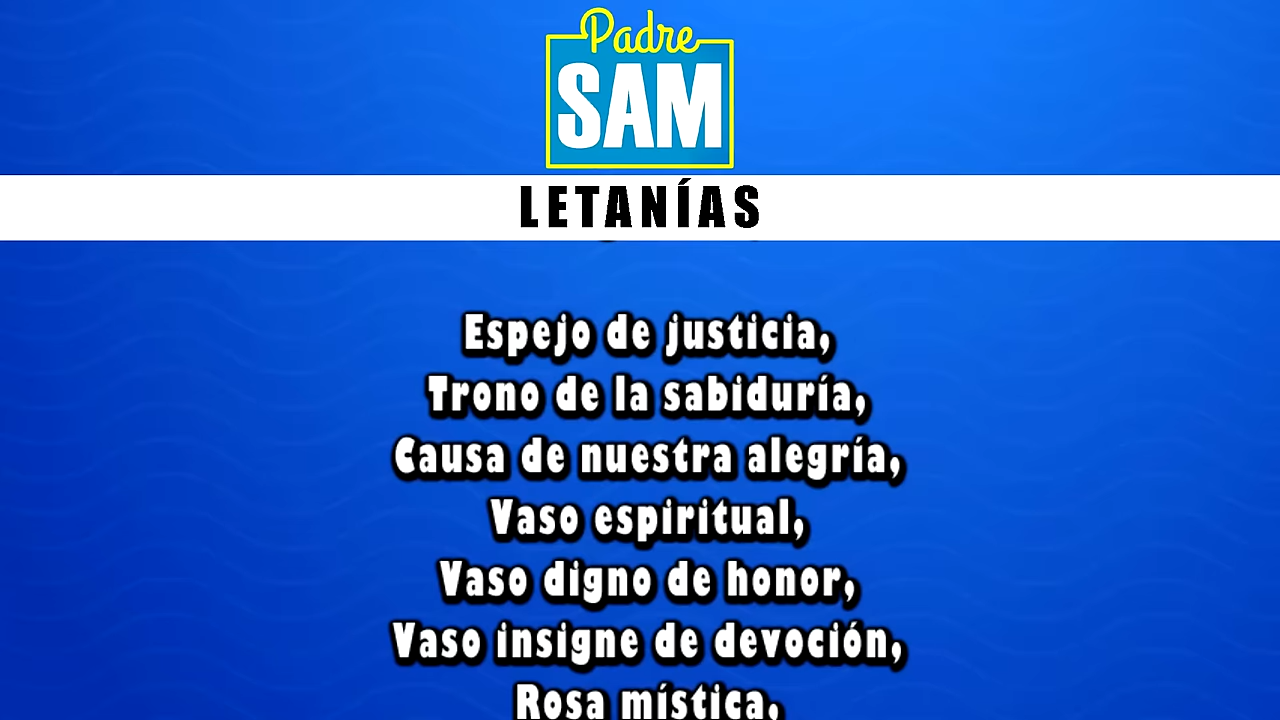 Padre
SAM
LETANÍAS
Espejo de justicia,
Trono de la sabiduría,
Causa de nuestra alegría,
Vaso espiritual,
Vaso digno de honor,
Vaso insigne de devoción,
Rosa mística,